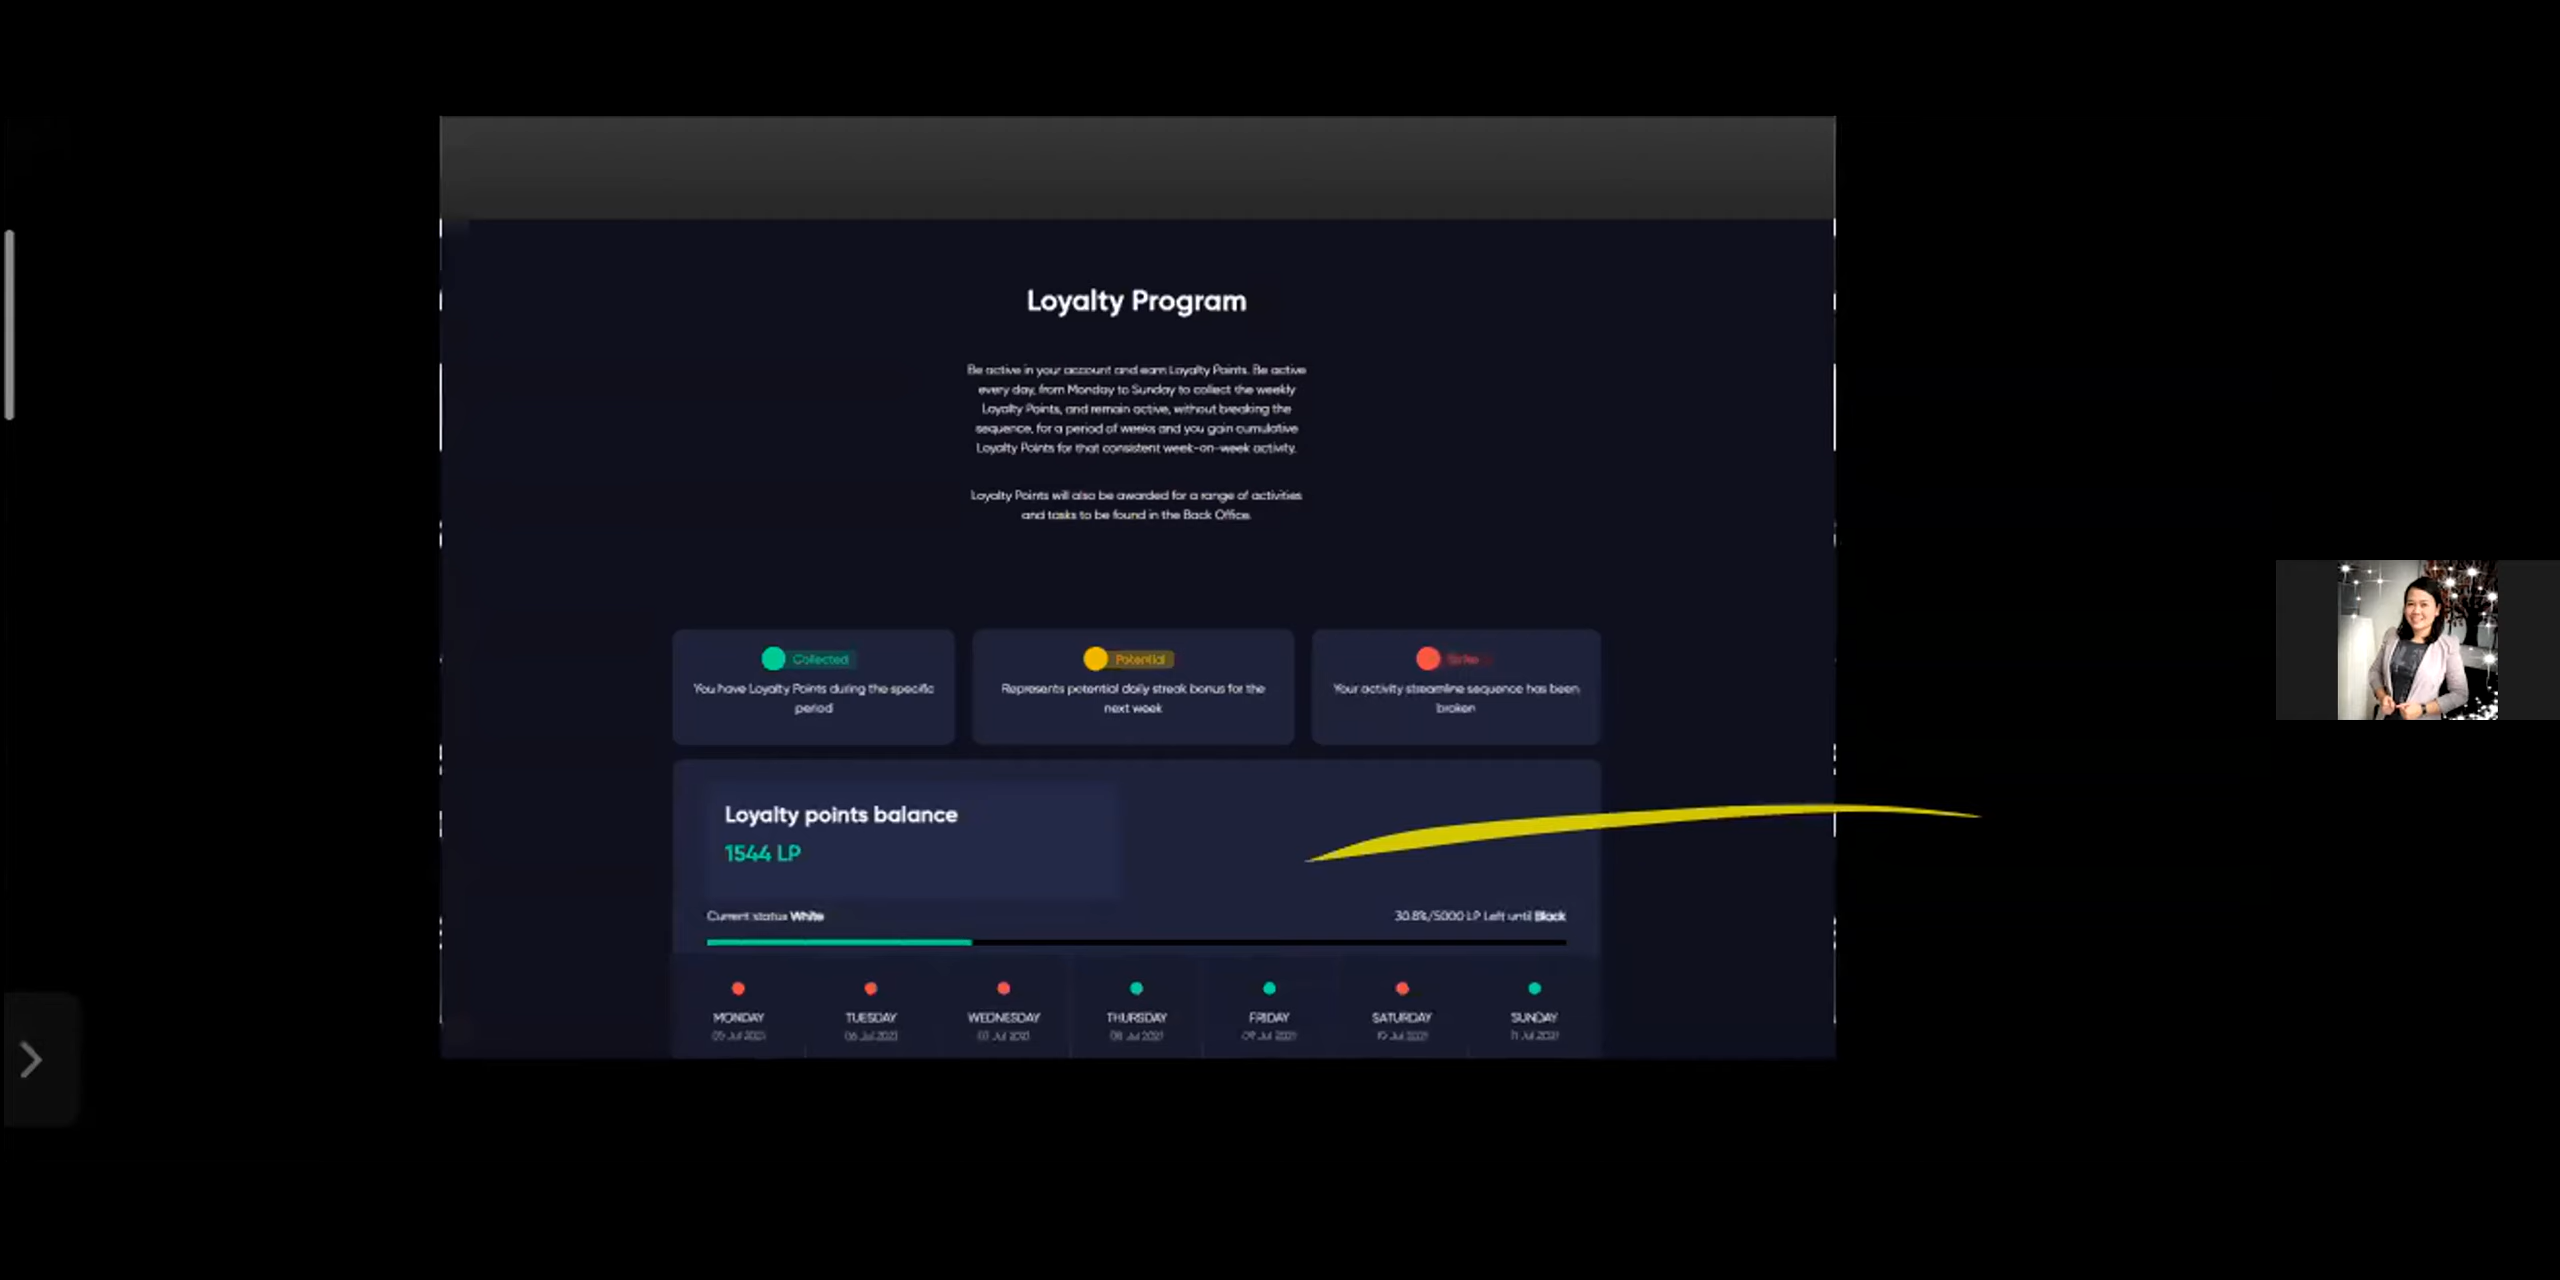 Loyalty Program
Be active in your account and earn Loyalty Points. Be active
every day, from Monday to Sunday to collect the weekly
Loyalty Points, and remain active, without breaking the
sequence, for a period of weeks and you gain cumulative
Loyalty Points for that consistent week-on-week activity.
Loyalty Points will also be awarded for a range of activities
and tasks to be found in the Back Office.
Collected
You have Loyalty Points during the specific
period
Potential
Represents potential daily streak bonus for the
next week
Your activity streamline sequence has been
broken
Loyalty points balance
1544 LP
Current status White
30.8%/5000 LP Left until Black
MONDAY
TUESDAY
WEDNESDAY
THURSDAY
FRIDAY
SATURDAY
SUNDAY